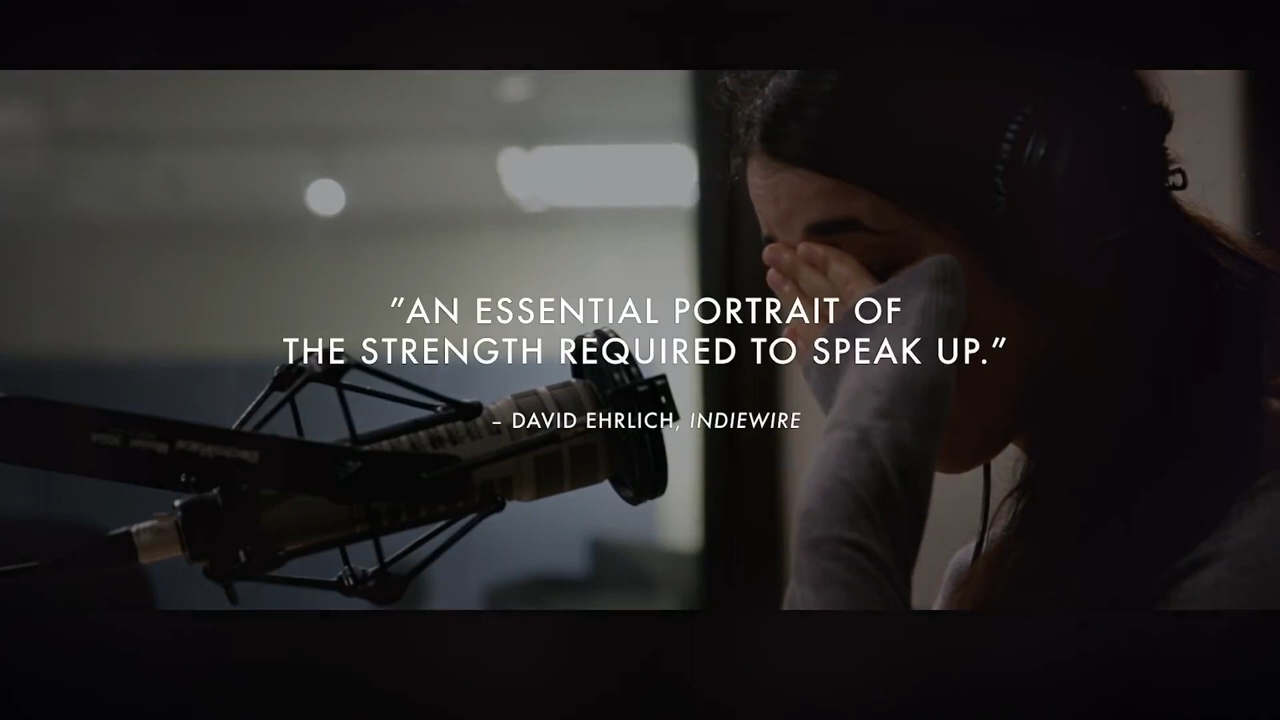 ”AN ESSENTIAL PORTRAIT OF
THE STRENGTH REQUIRED TO SPEAK UP.”
– DAVID EHRLICH, INDIEWIRE